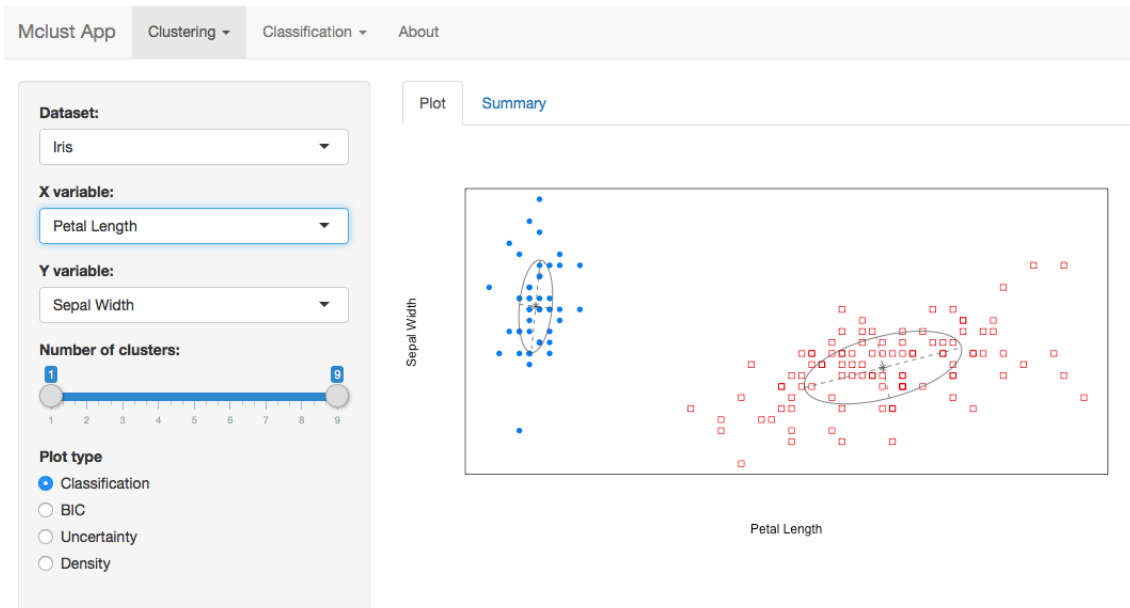 Mclust App Clustering Classification About
Dataset:
Iris
X variable:
Petal Length
Y variable:
Sepal Width
Number of clusters:
1 9
1 2 3 4 5 6 7 8 9
Plot type
Classification
BIC
Uncertainty
Density
Plot Summary
Sepal Width
Petal Length